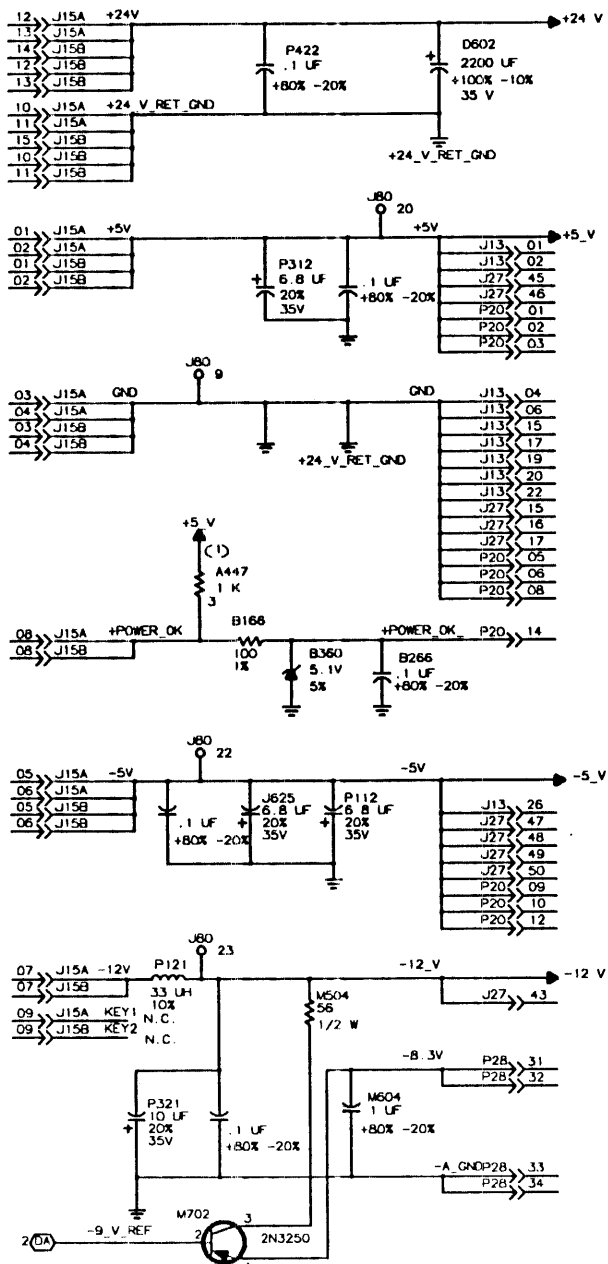 12 J15A +24V +24 V
13 J15A
14 J15B
12 J15B
13 J15B
P422
.1 UF
+80% -20%
D602
2200 UF
+100% -10%
35 V
10 J15A +24_V_RET_GND
11 J15A
15 J15B
10 J15B
11 J15B
+24_V_RET_GND
J80
20
01 J15A +5V +5V +5_V
02 J15A
01 J15B
02 J15B
P312
6.8 UF
20%
35V
.1 UF
+80% -20%
J13 01
J13 02
J27 45
J27 46
P20 01
P20 02
P20 03
J80
9
03 J15A GND GND
04 J15A
03 J15B
04 J15B
+24_V_RET_GND
J13 04
J13 06
J13 15
J13 17
J13 19
J13 20
J13 22
J27 15
J27 16
J27 17
P20 05
P20 06
P20 08
+5_V
(1)
A447
1 K
3
08 J15A +POWER_OK +POWER_OK_ P20 14
08 J15B
B166
100
1%
B360
5.1V
5%
B266
.1 UF
+80% -20%
J80
22
05 J15A -5V -5V -5_V
06 J15A
05 J15B
06 J15B
.1 UF
+80% -20%
J625
6.8 UF
20%
35V
P112
6.8 UF
20%
35V
J13 26
J27 47
J27 48
J27 49
J27 50
P20 09
P20 10
P20 12
J80
23
07 J15A -12V P121 -12_V -12 V
07 J15B
33 UH
10%
J27 43
09 J15A KEY1 N.C.
09 J15B KEY2 N.C.
M504
56
1/2 W
-8.3V
P28 31
P28 32
P321
10 UF
20%
35V
.1 UF
+80% -20%
M604
1 UF
+80% -20%
-A_GND P28 33
P28 34
M702
3
2 DA -9_V_REF 2
2N3250